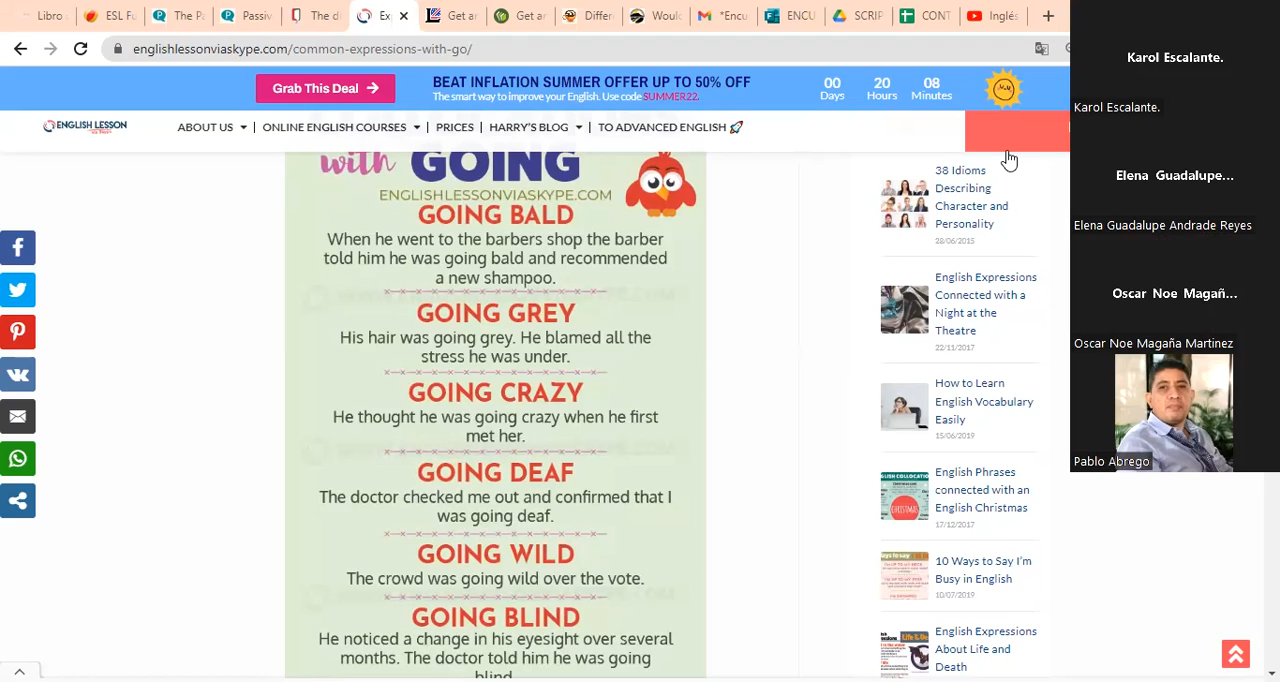 Libro
ESL Fu
The Pa
Passiv
The di
Ex
Get ar
Get ar
Differ
Would
*Encu
ENCU
SCRIP
CONT
Inglés
englishlessonviaskype.com/common-expressions-with-go/
Grab This Deal →
BEAT INFLATION SUMMER OFFER UP TO 50% OFF
The smart way to improve your English. Use code SUMMER22.
00 20 08
Days Hours Minutes
ENGLISH LESSON
ABOUT US | ONLINE ENGLISH COURSES | PRICES | HARRY'S BLOG | TO ADVANCED ENGLISH
with GOING
ENGLISHLESSONVIASKYPE.COM
GOING BALD
When he went to the barbers shop the barber
told him he was going bald and recommended
a new shampoo.
GOING GREY
His hair was going grey. He blamed all the
stress he was under.
GOING CRAZY
He thought he was going crazy when he first
met her.
GOING DEAF
The doctor checked me out and confirmed that I
was going deaf.
GOING WILD
The crowd was going wild over the vote.
GOING BLIND
He noticed a change in his eyesight over several
months. The doctor told him he was going
blind
38 Idioms
Describing
Character and
Personality
28/06/2015
English Expressions
Connected with a
Night at the
Theatre
22/11/2017
How to Learn
English Vocabulary
Easily
15/06/2019
English Phrases
connected with an
English Christmas
17/12/2017
CHRISTMAS
10 Ways to Say I'm
Busy in English
10/07/2019
English Expressions
About Life and
Death
Karol Escalante.
Karol Escalante.
Elena Guadalupe...
Elena Guadalupe Andrade Reyes
Oscar Noe Magañ...
Oscar Noe Magaña Martinez
Pablo Abrego